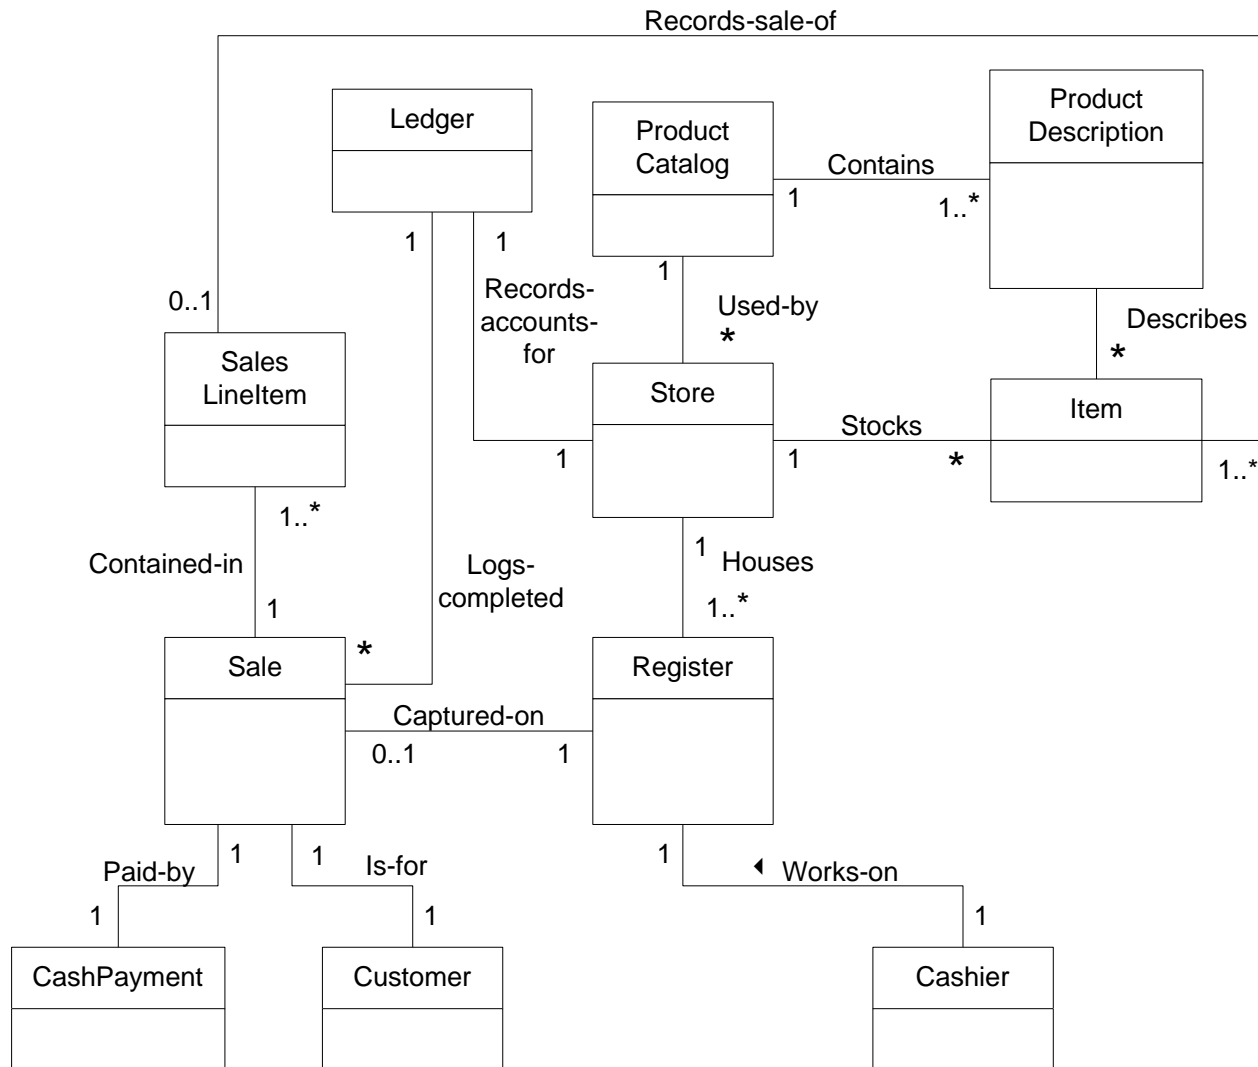 Records-sale-of
Ledger
Product
Catalog
Product
Description
Contains
1
1..*
1
1
1
Records-
accounts-
for
Used-by
*
Describes
*
0..1
Sales
LineItem
Store
Item
Stocks
1
1
*
1..*
1..*
Contained-in
1
Logs-
completed
1
Houses
1..*
Sale
*
Register
Captured-on
0..1
1
1
1
Paid-by
Is-for
1
Works-on
1
1
1
CashPayment
Customer
Cashier